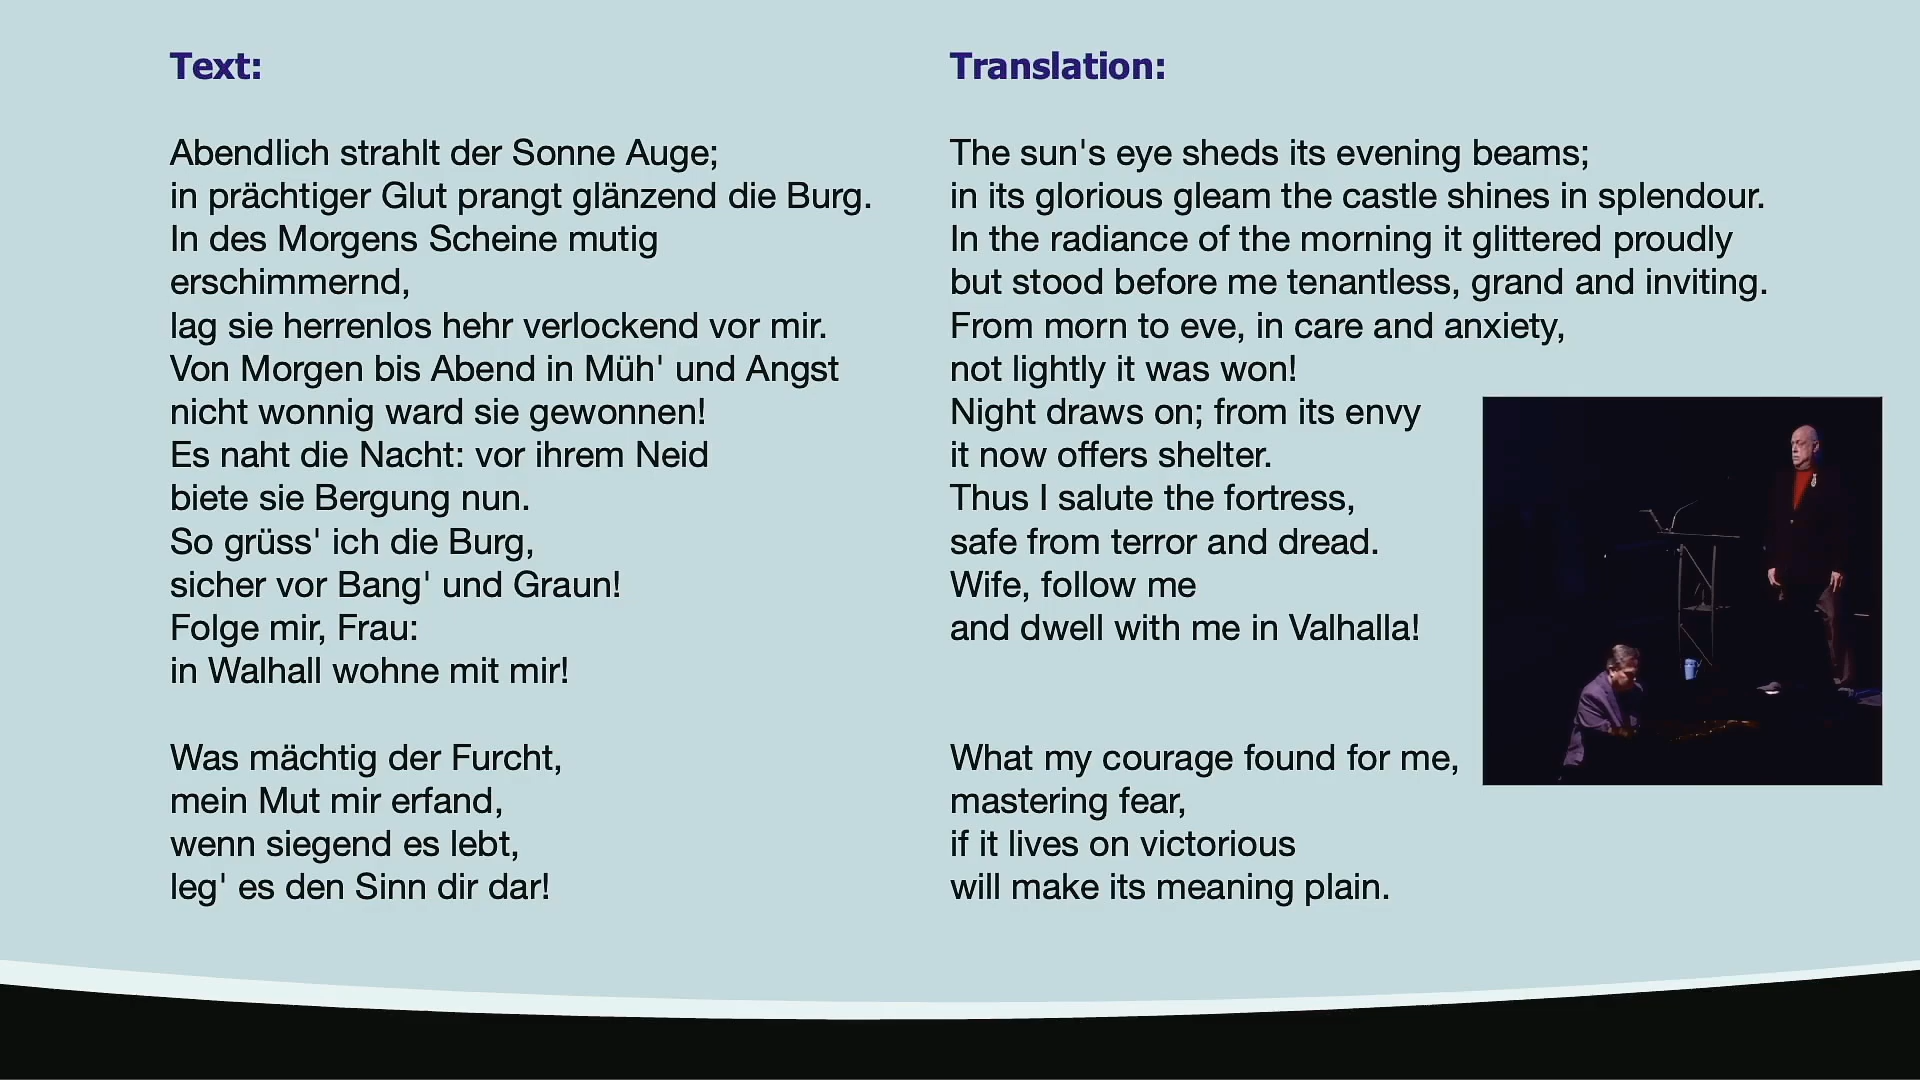 Text:
Abendlich strahlt der Sonne Auge;
in prächtiger Glut prangt glänzend die Burg.
In des Morgens Scheine mutig
erschimmernd,
lag sie herrenlos hehr verlockend vor mir.
Von Morgen bis Abend in Müh' und Angst
nicht wonnig ward sie gewonnen!
Es naht die Nacht: vor ihrem Neid
biete sie Bergung nun.
So grüss' ich die Burg,
sicher vor Bang' und Graun!
Folge mir, Frau:
in Walhall wohne mit mir!
Was mächtig der Furcht,
mein Mut mir erfand,
wenn siegend es lebt,
leg' es den Sinn dir dar!
Translation:
The sun's eye sheds its evening beams;
in its glorious gleam the castle shines in splendour.
In the radiance of the morning it glittered proudly
but stood before me tenantless, grand and inviting.
From morn to eve, in care and anxiety,
not lightly it was won!
Night draws on; from its envy
it now offers shelter.
Thus I salute the fortress,
safe from terror and dread.
Wife, follow me
and dwell with me in Valhalla!
What my courage found for me,
mastering fear,
if it lives on victorious
will make its meaning plain.